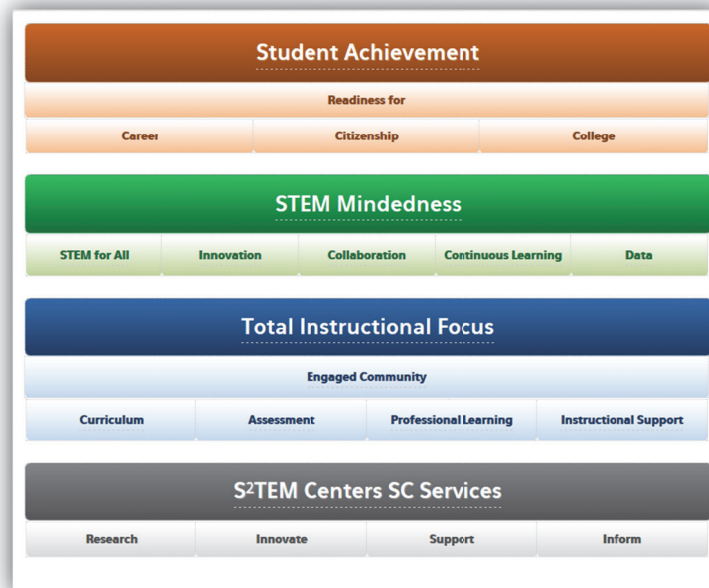 Student Achievement
Readiness for
Career Citizenship College
STEM Mindedness
STEM for All Innovation Collaboration Continuous Learning Data
Total Instructional Focus
Engaged Community
Curriculum Assessment Professional Learning Instructional Support
S²TEM Centers SC Services
Research Innovate Support Inform